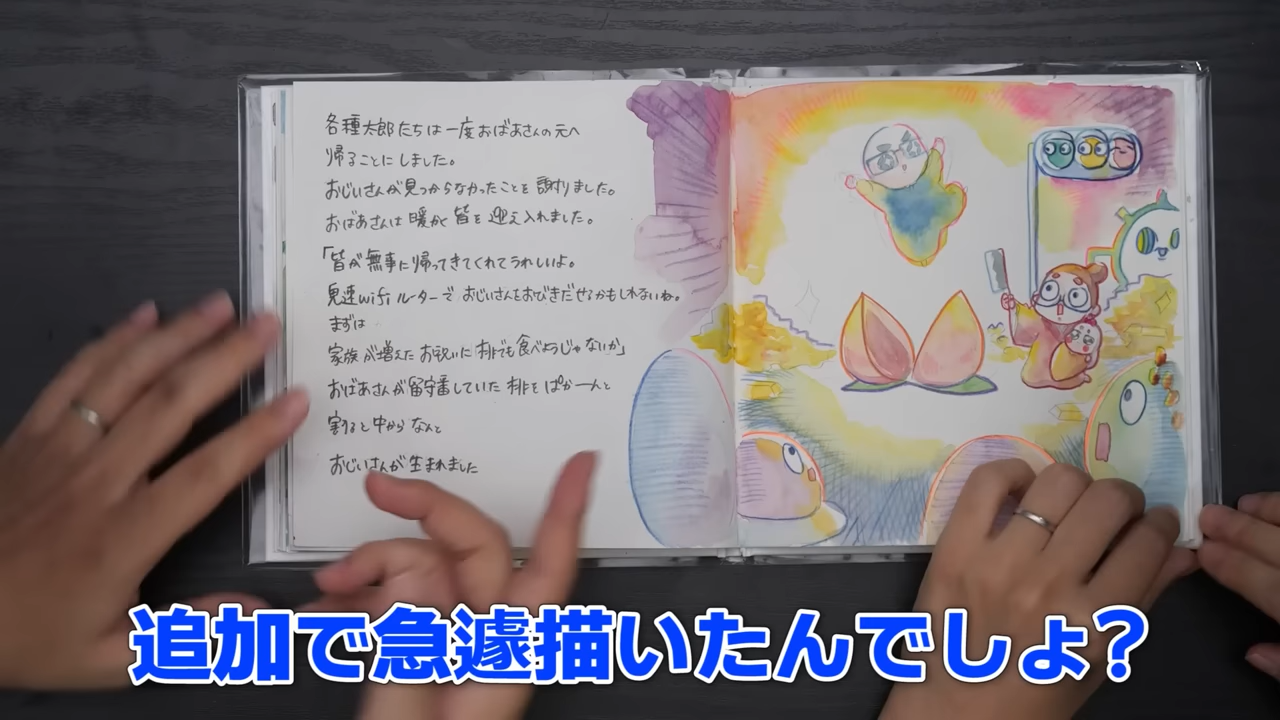 各種太郎たちは一度おばあさんの元へ
帰ることにしました。
おじいさんが見つからなかったことを謝りました。
おばあさんは暖かく皆を迎え入れました。
「皆が無事に帰ってきてくれてうれしいよ。
鬼速wifiルーターでおじいさんをおびきだせるかもしれないね。
まずは
家族が増えたお祝いに桃でも食べようじゃないか」
おばあさんが留守番していた桃をぱかーんと
割ると中からなんと
おじいさんが生まれました
追加で急遽描いたんでしょ?